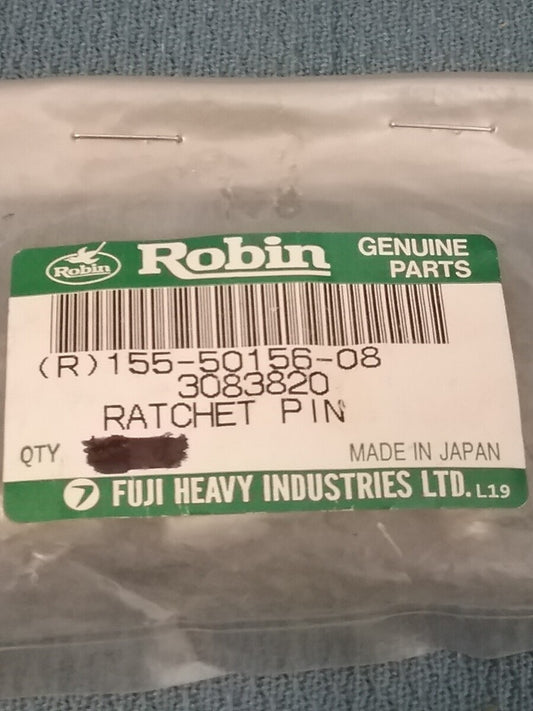 Robin Robin GENUINE
PARTS
(R)155-50156-08
3083820
RATCHET PIN
QTY MADE IN JAPAN
7 FUJI HEAVY INDUSTRIES LTD. L19